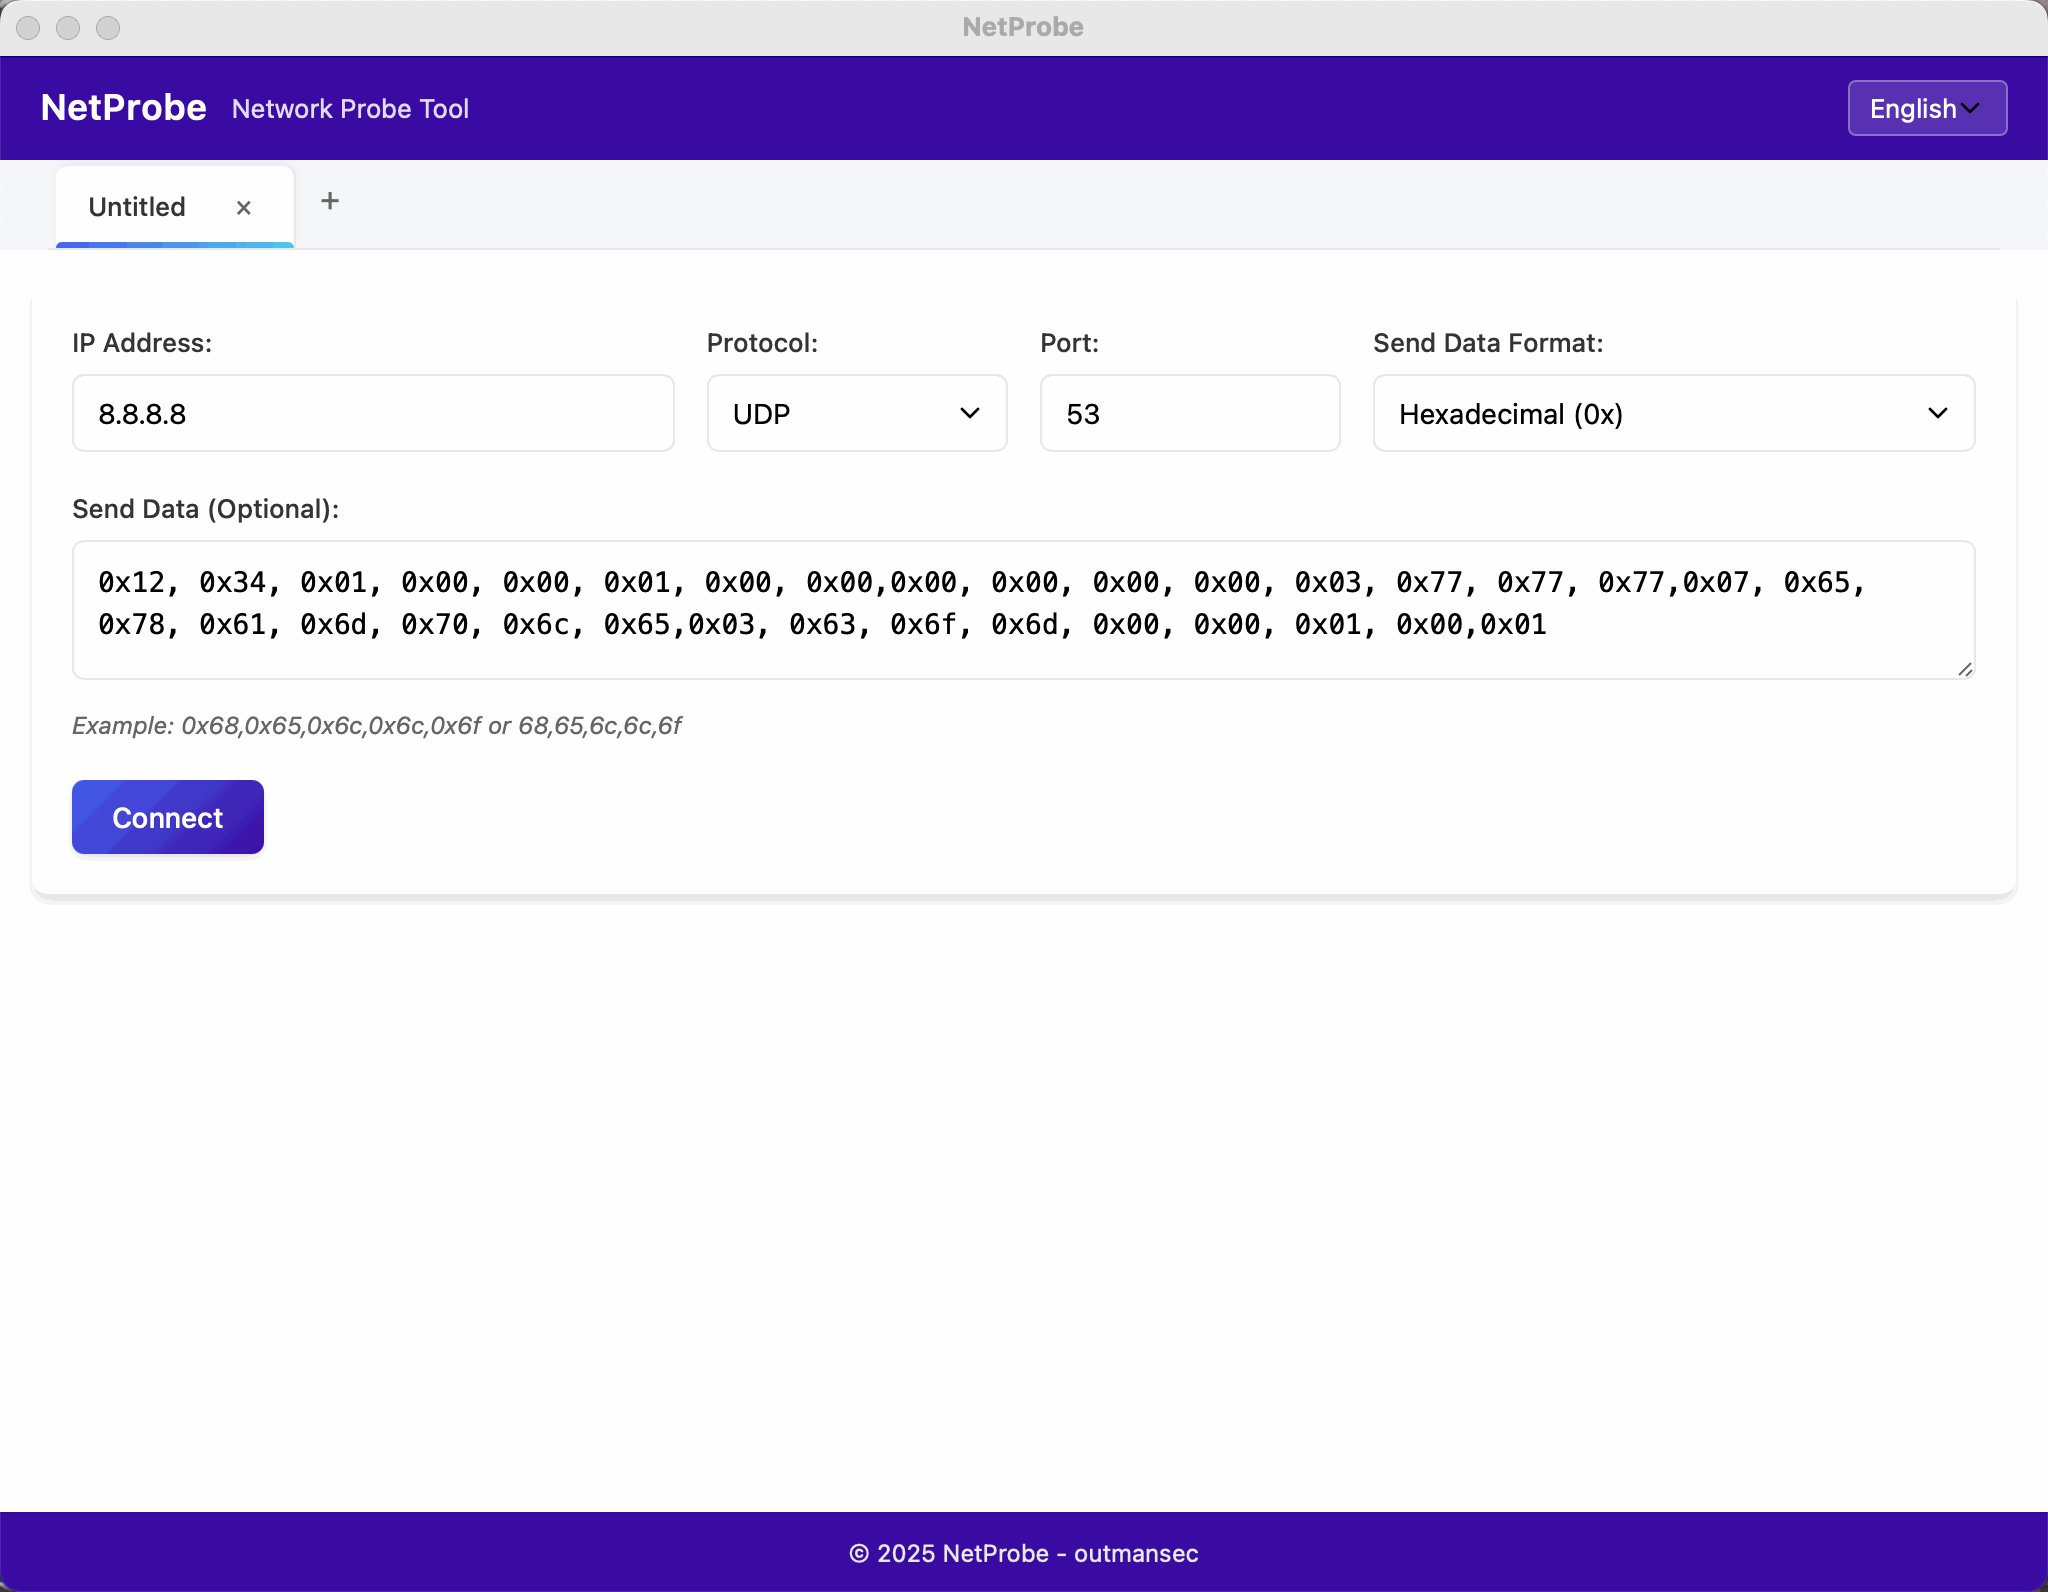 NetProbe
NetProbe Network Probe Tool English
Untitled × +
IP Address: Protocol: Port: Send Data Format:
8.8.8.8 UDP 53 Hexadecimal (0x)
Send Data (Optional):
0x12, 0x34, 0x01, 0x00, 0x00, 0x01, 0x00, 0x00,0x00, 0x00, 0x00, 0x00, 0x03, 0x77, 0x77, 0x77,0x07, 0x65,
0x78, 0x61, 0x6d, 0x70, 0x6c, 0x65,0x03, 0x63, 0x6f, 0x6d, 0x00, 0x00, 0x01, 0x00,0x01
Example: 0x68,0x65,0x6c,0x6c,0x6f or 68,65,6c,6c,6f
Connect
© 2025 NetProbe - outmansec